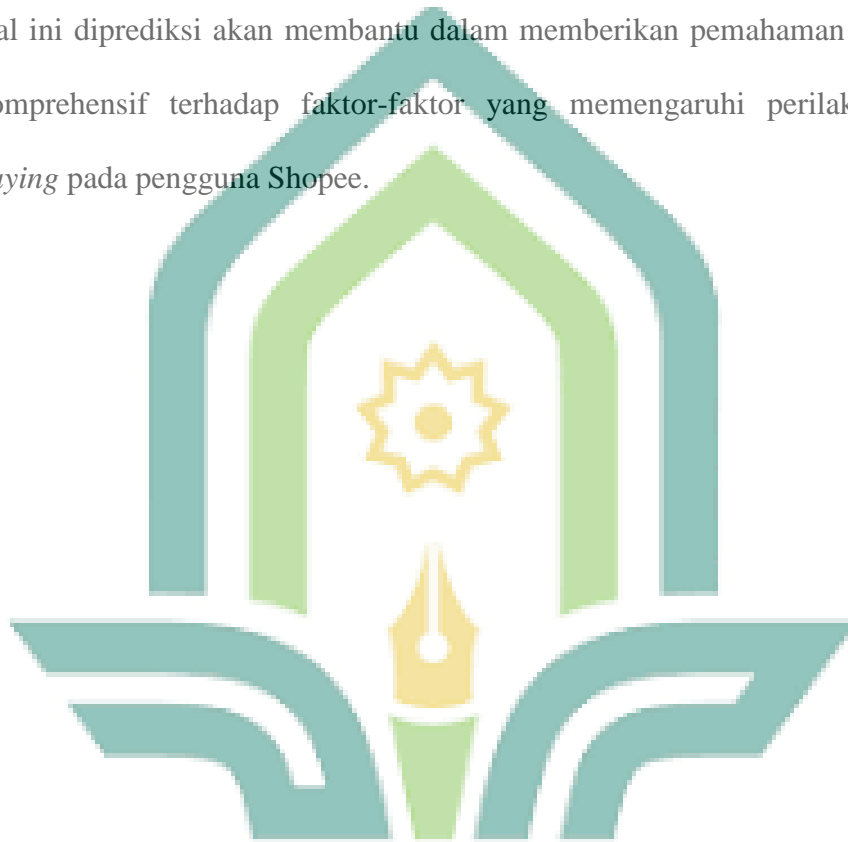 al ini diprediksi akan membantu dalam memberikan pemahaman
omprehensif terhadap faktor-faktor yang memengaruhi perilak
uying pada pengguna Shopee.